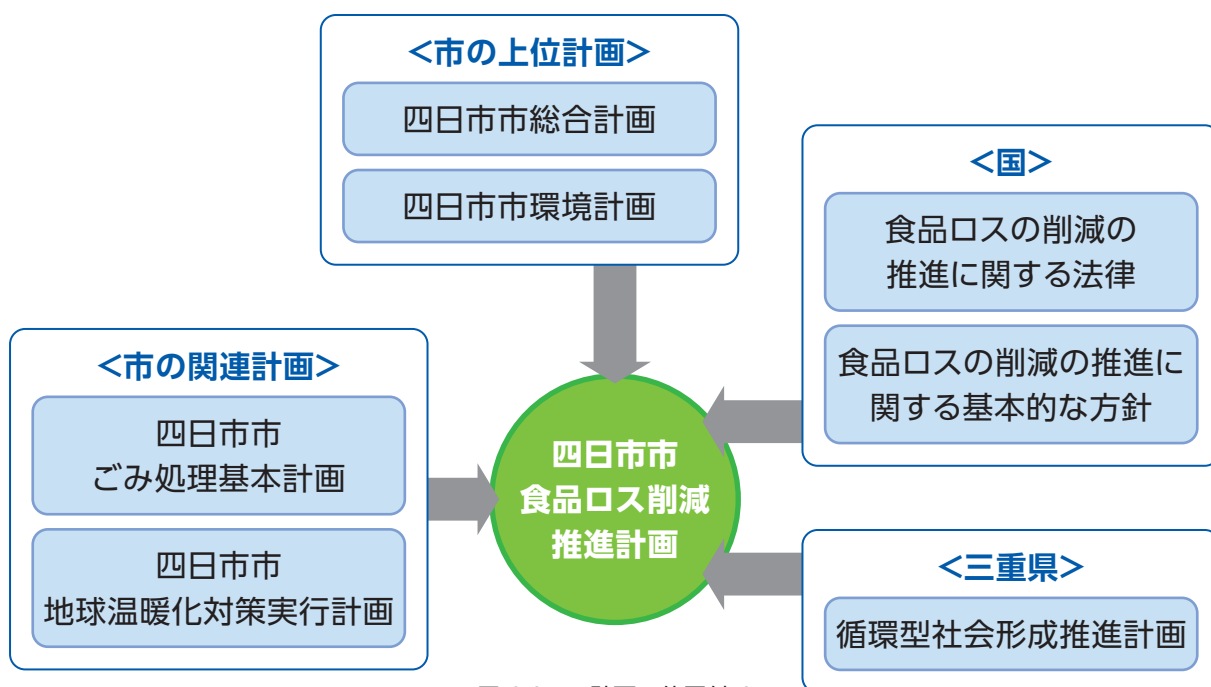 <市の上位計画>
四日市市総合計画
四日市市環境計画
<国>
食品ロスの削減の
推進に関する法律
食品ロスの削減の推進に
関する基本的な方針
<市の関連計画>
四日市市
ごみ処理基本計画
四日市市
地球温暖化対策実行計画
四日市市
食品ロス削減
推進計画
<三重県>
循環型社会形成推進計画